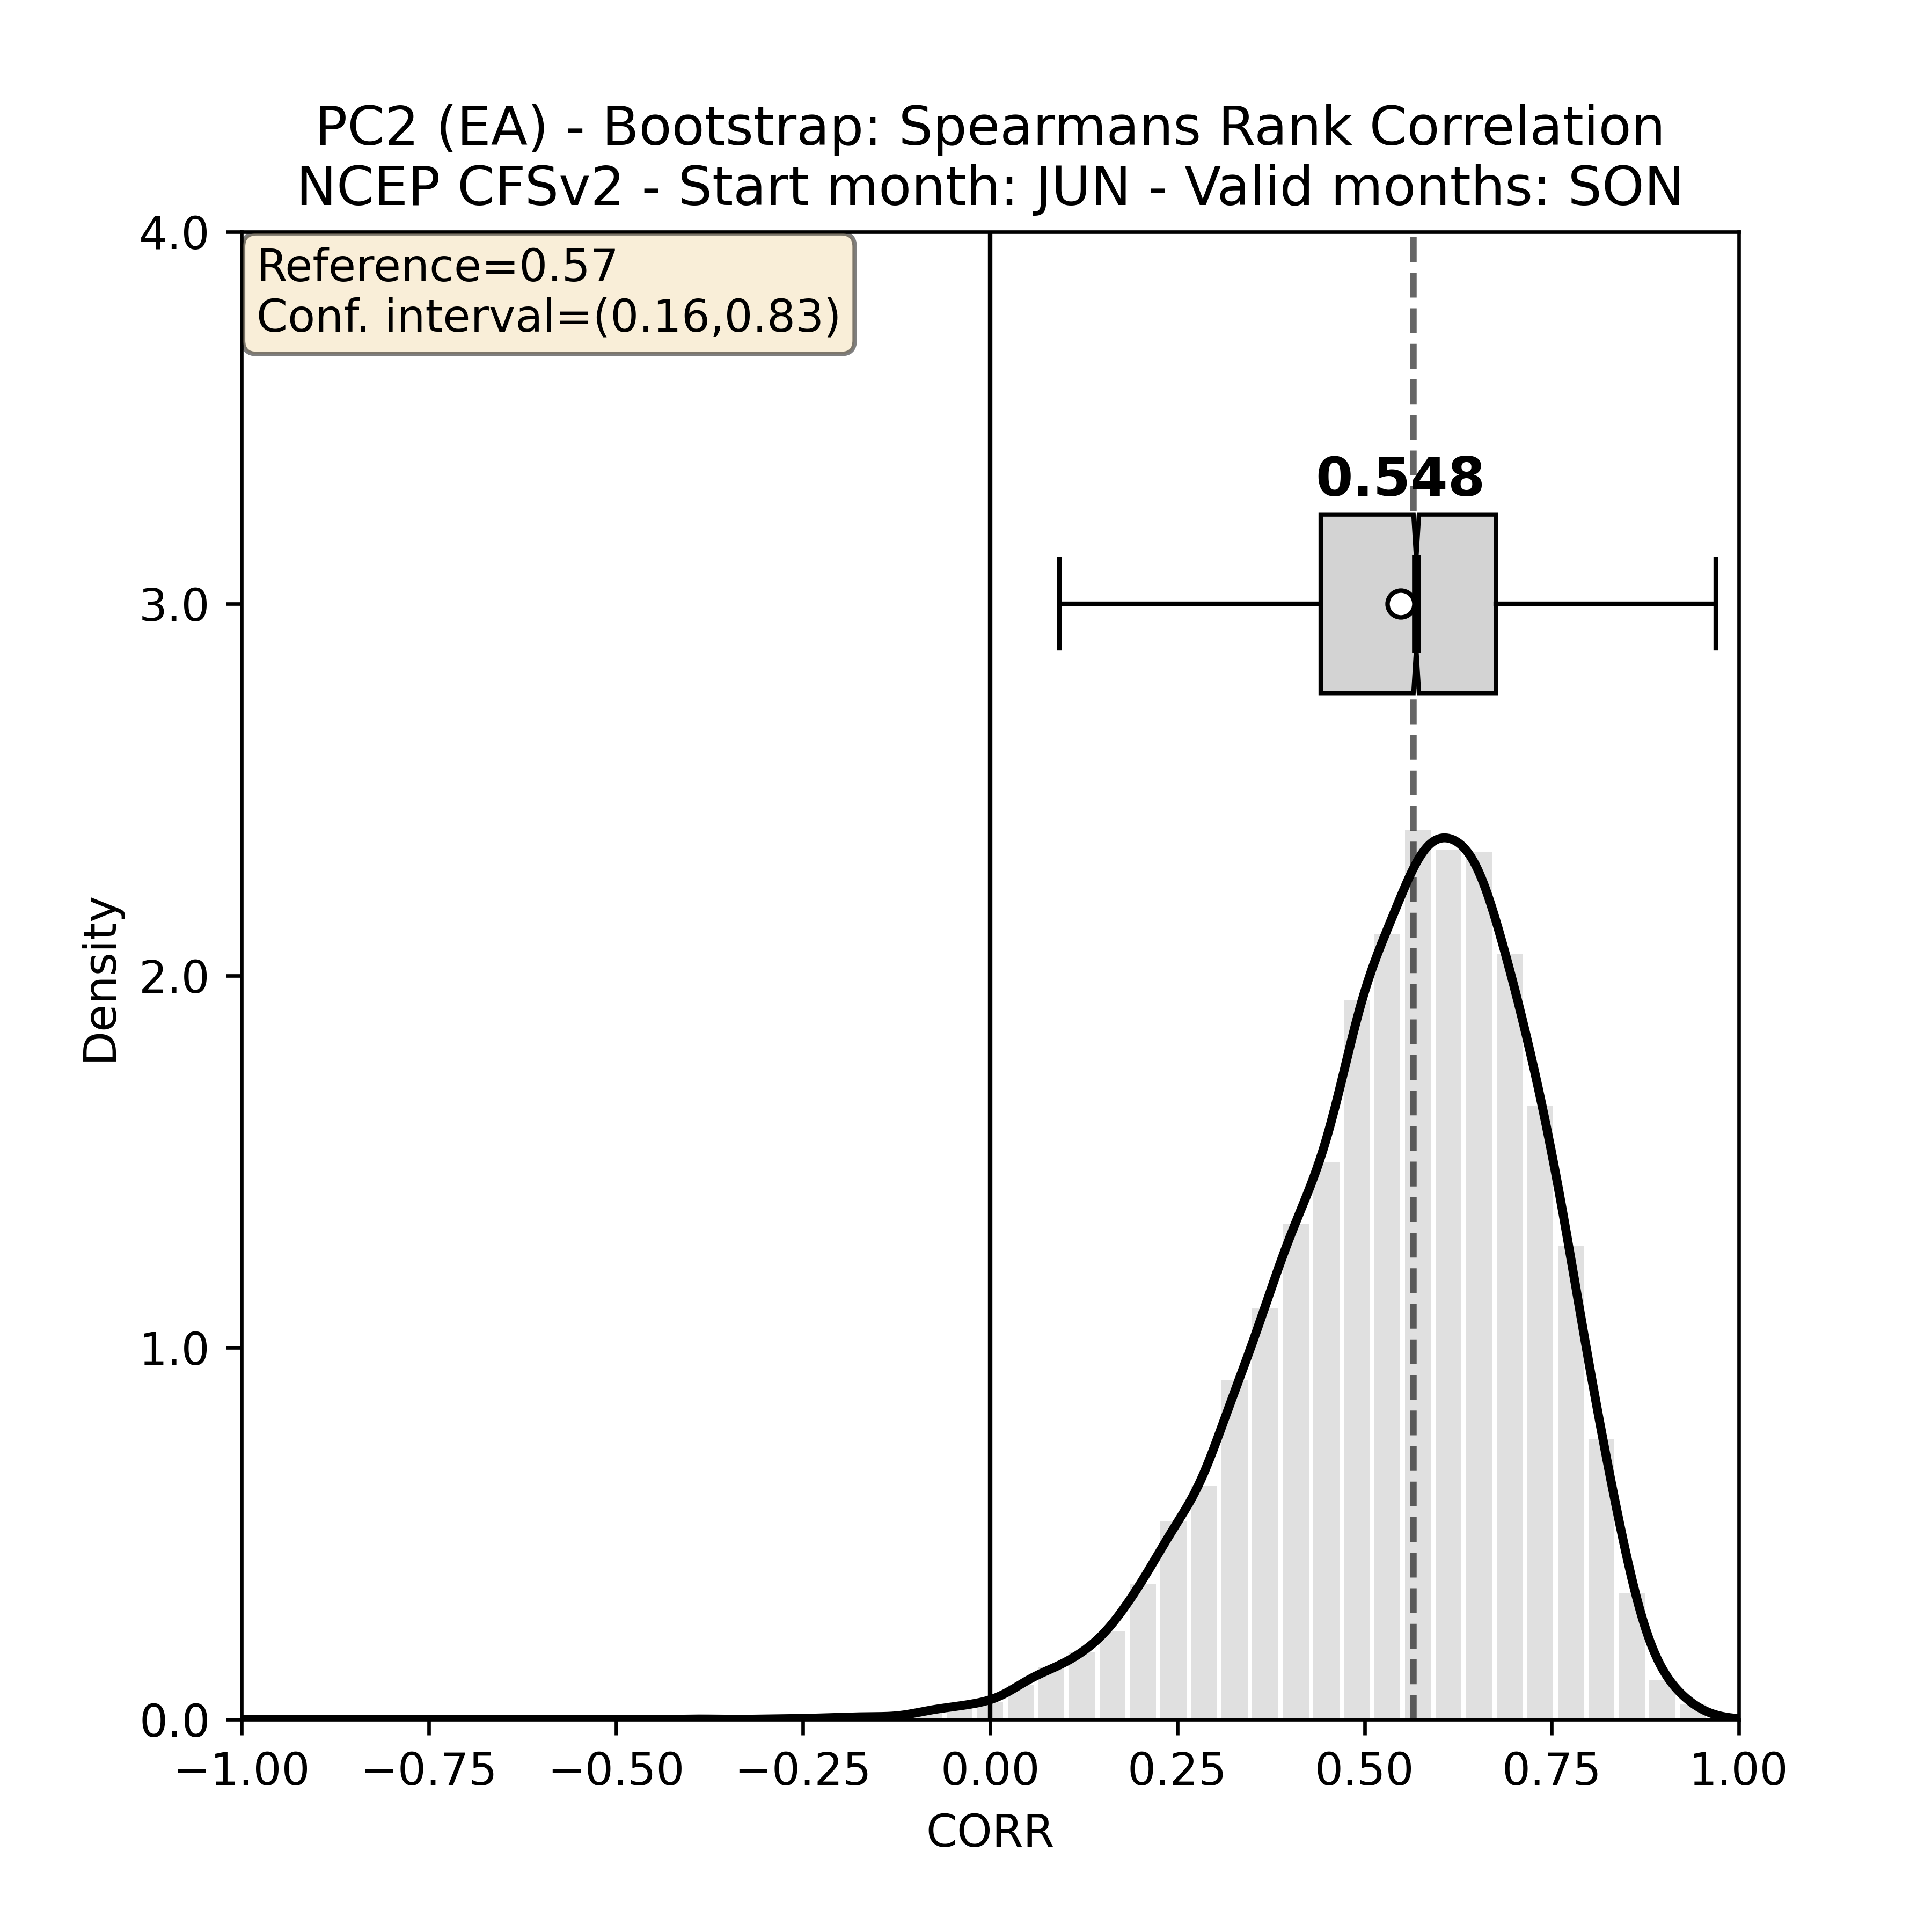 PC2 (EA) - Bootstrap: Spearmans Rank Correlation
NCEP CFSv2 - Start month: JUN - Valid months: SON
4.0
Reference=0.57
Conf. interval=(0.16,0.83)
0.548
3.0
Density
2.0
1.0
0.0
−1.00 −0.75 −0.50 −0.25 0.00 0.25 0.50 0.75 1.00
CORR